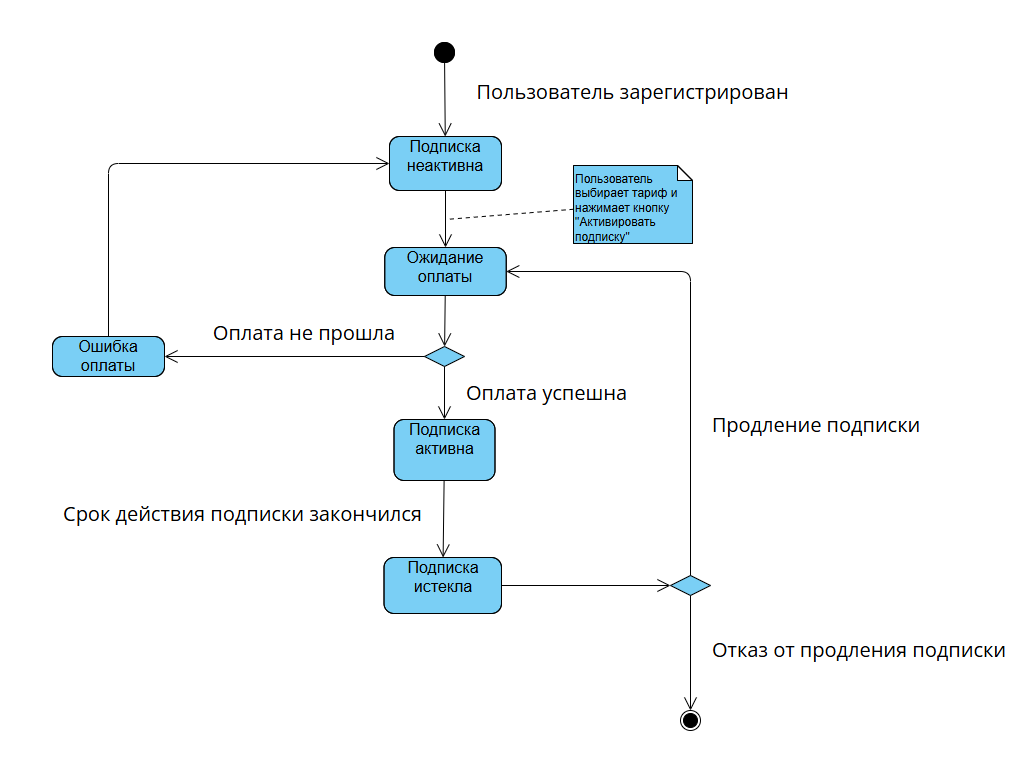 Пользователь зарегистрирован
Подписка
неактивна
Пользователь
выбирает тариф и
нажимает кнопку
"Активировать
подписку"
Ожидание
оплаты
Оплата не прошла
Ошибка
оплаты
Оплата успешна
Подписка
активна
Продление подписки
Срок действия подписки закончился
Подписка
истекла
Отказ от продления подписки